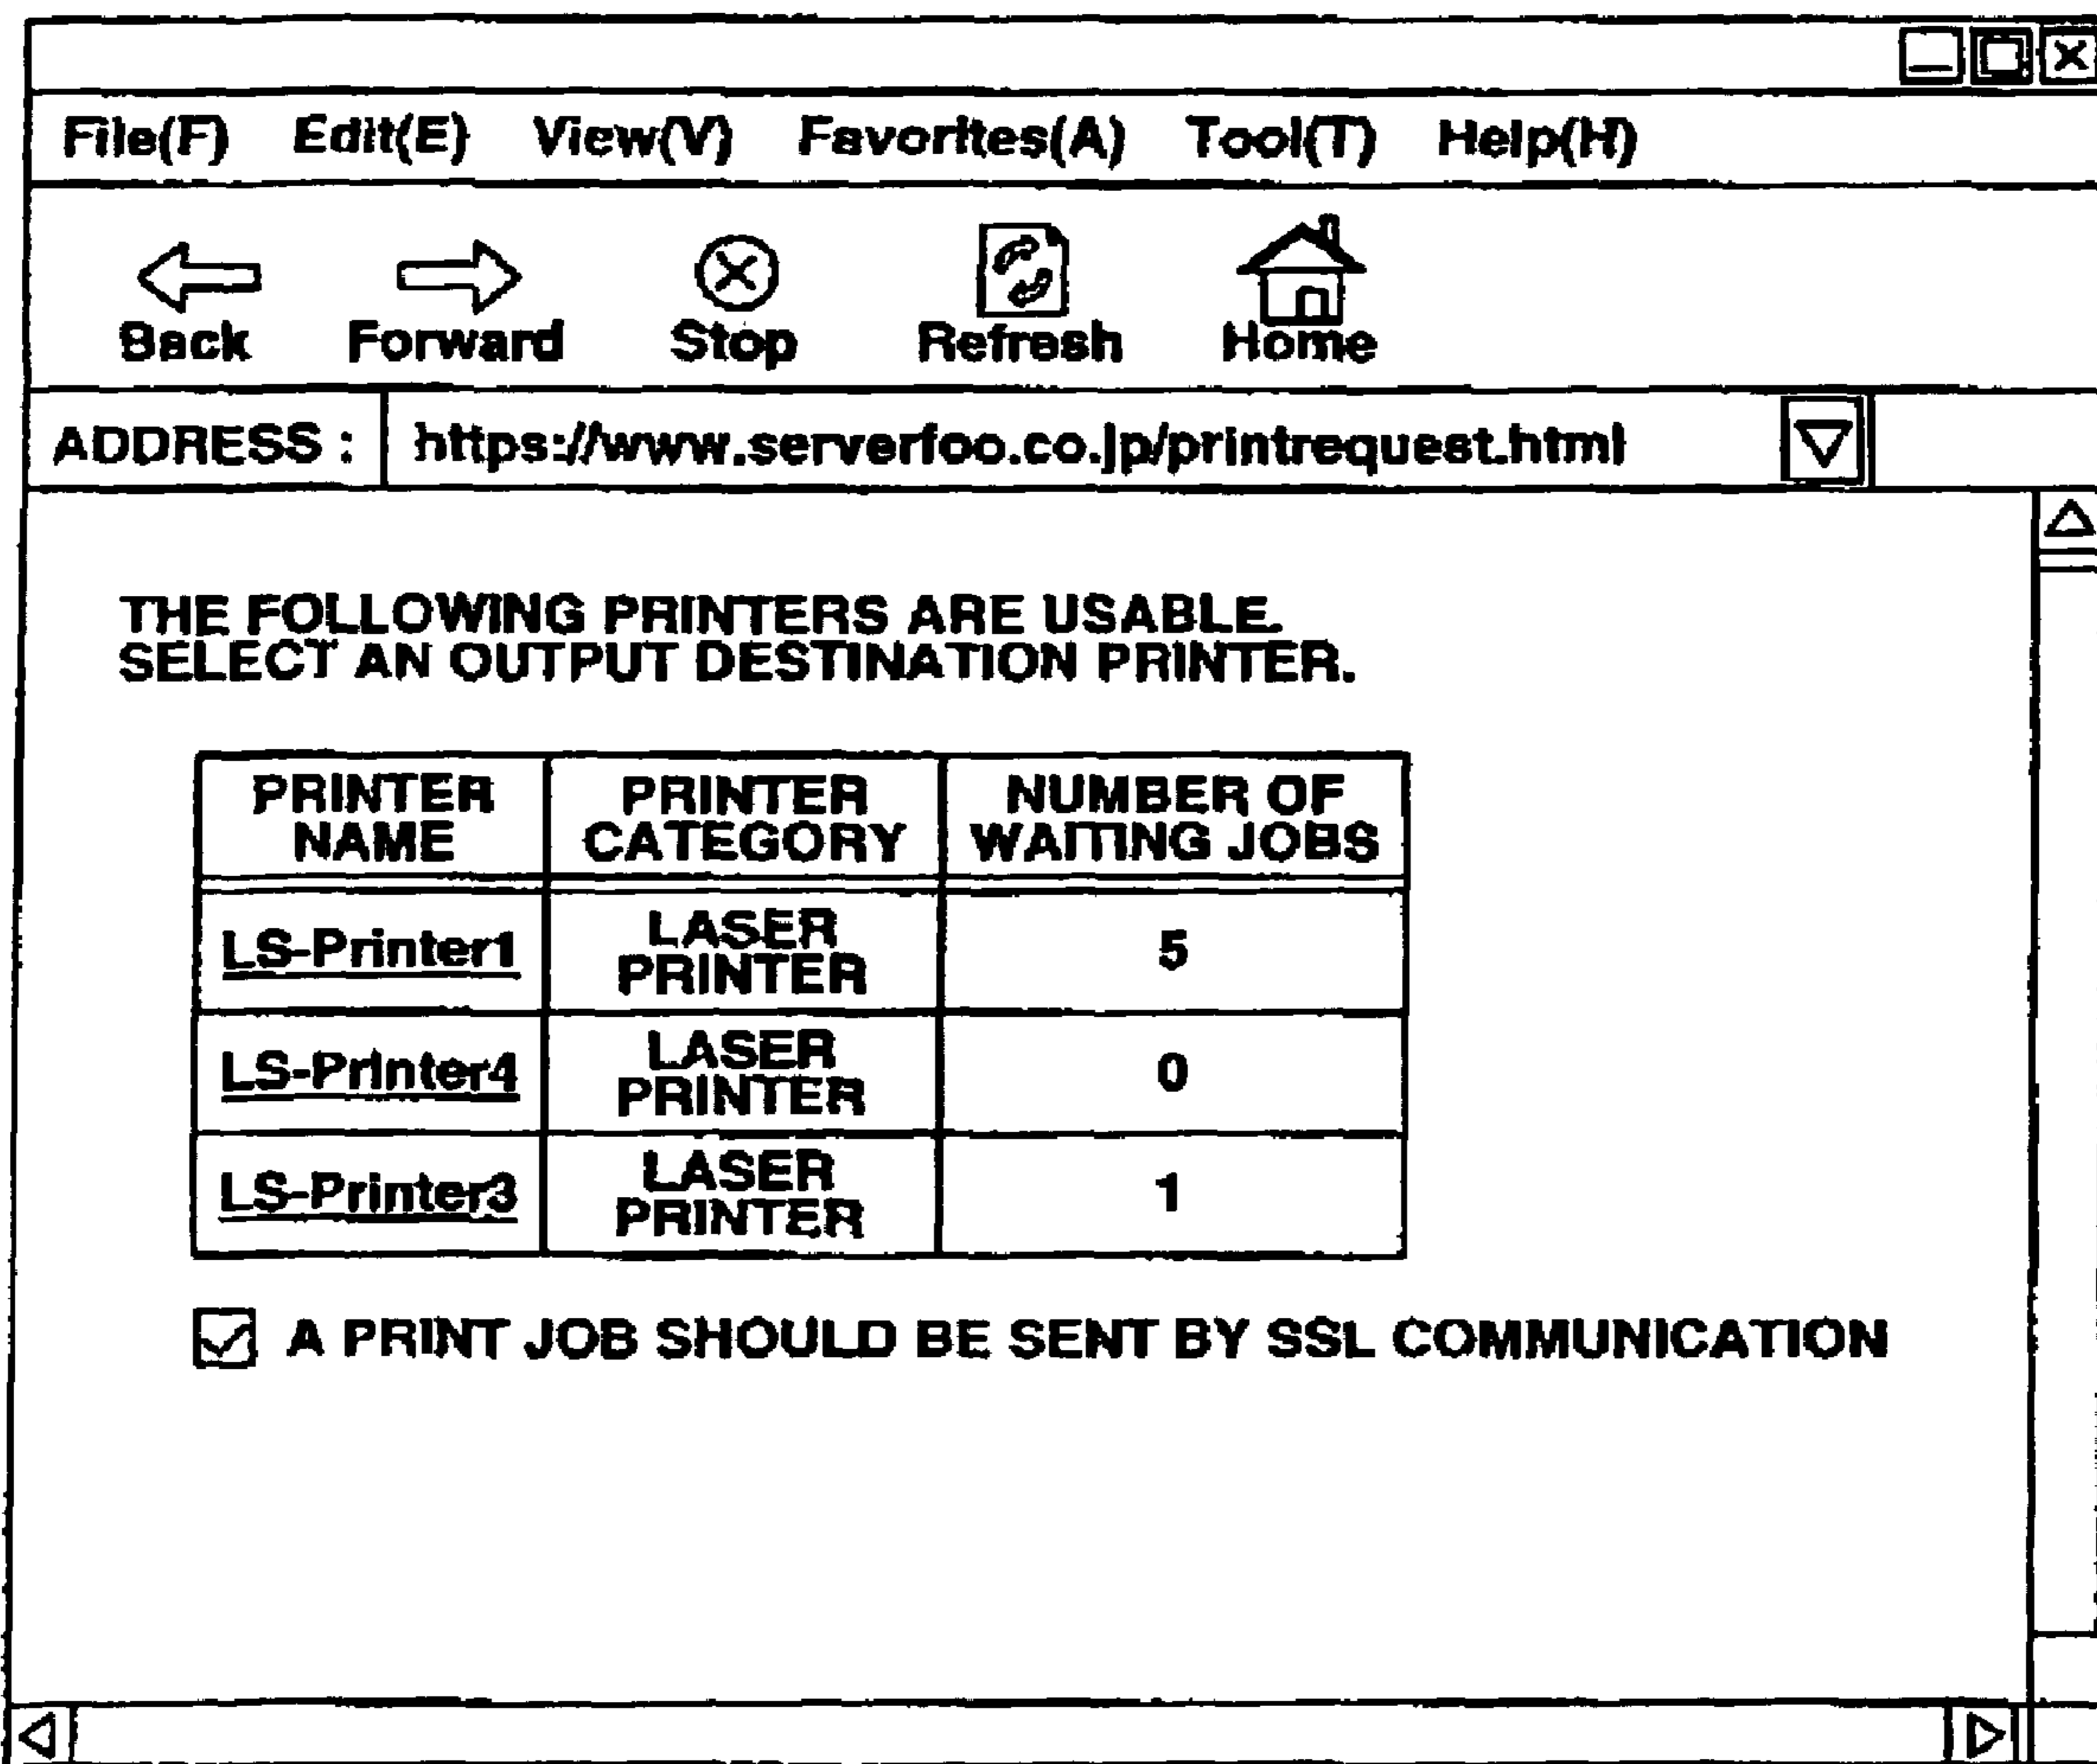 File(F) Edit(E) View(V) Favorites(A) Tool(T) Help(H)
Back Forward Stop Refresh Home
ADDRESS : https://www.serverfoo.co.jp/printrequest.html
THE FOLLOWING PRINTERS ARE USABLE.
SELECT AN OUTPUT DESTINATION PRINTER.
PRINTER NAME PRINTER CATEGORY NUMBER OF WAITING JOBS
LS-Printer1 LASER PRINTER 5
LS-Printer4 LASER PRINTER 0
LS-Printer3 LASER PRINTER 1
A PRINT JOB SHOULD BE SENT BY SSL COMMUNICATION